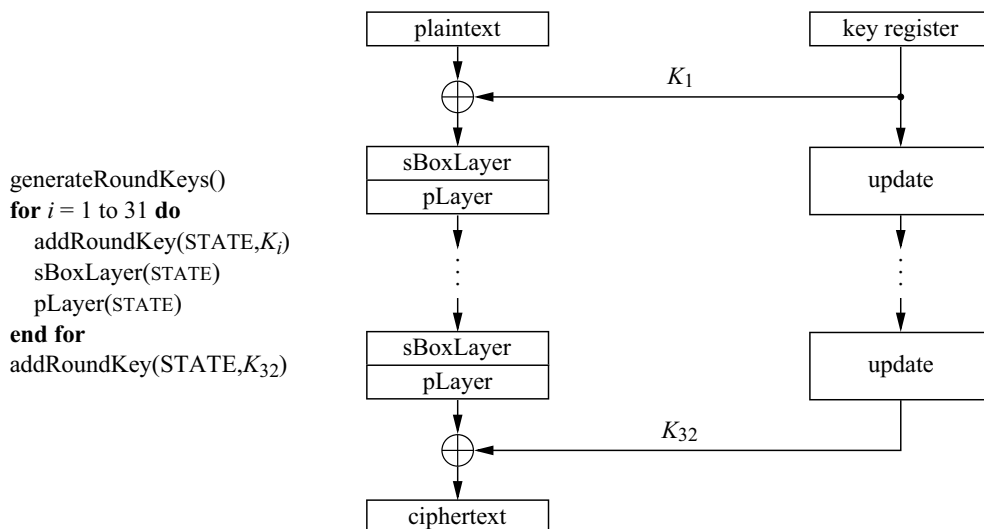 generateRoundKeys()
for i = 1 to 31 do
addRoundKey(STATE,Ki)
sBoxLayer(STATE)
pLayer(STATE)
end for
addRoundKey(STATE,K32)
plaintext
key register
K1
sBoxLayer
pLayer
update
sBoxLayer
pLayer
update
K32
ciphertext